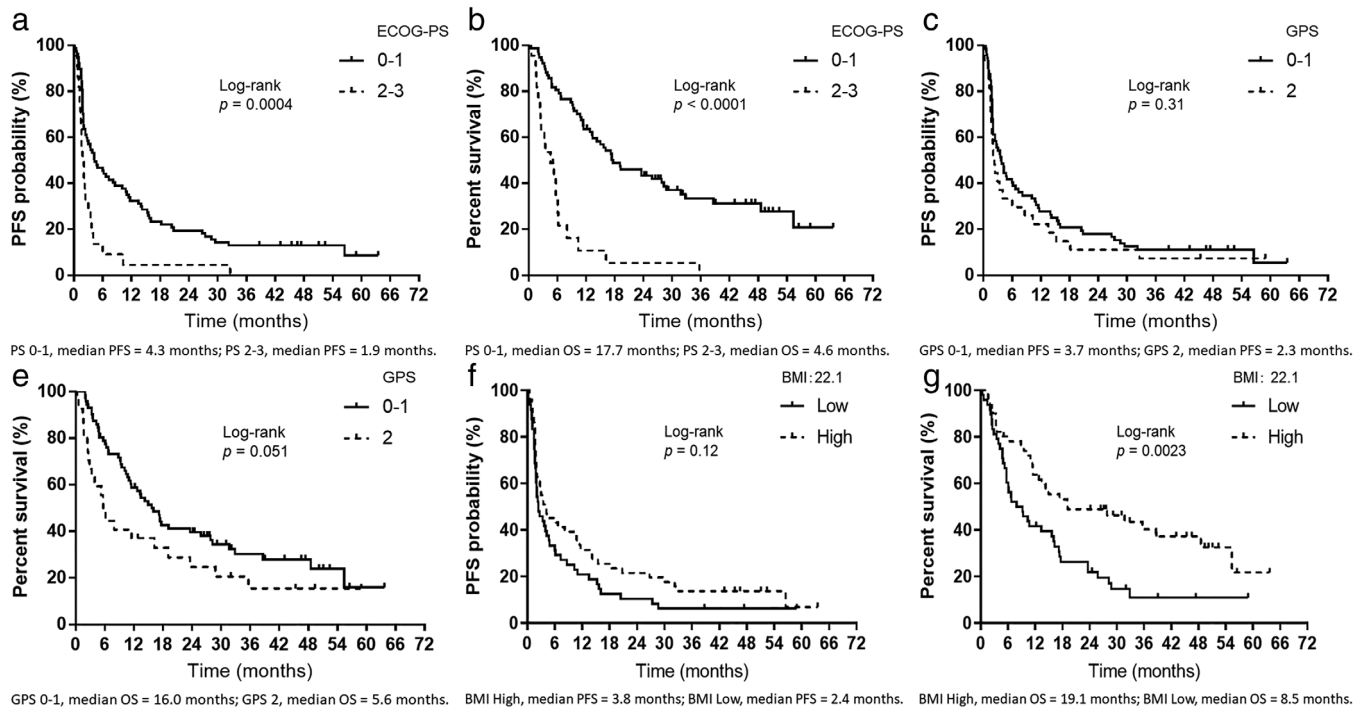 a
ECOG-PS
0-1
2-3
Log-rank
p = 0.0004
PFS probability (%)
100
80
60
40
20
0
0 6 12 18 24 30 36 42 48 54 60 66 72
Time (months)
PS 0-1, median PFS = 4.3 months; PS 2-3, median PFS = 1.9 months.
b
ECOG-PS
0-1
2-3
Log-rank
p < 0.0001
Percent survival (%)
100
80
60
40
20
0
0 6 12 18 24 30 36 42 48 54 60 66 72
Time (months)
PS 0-1, median OS = 17.7 months; PS 2-3, median OS = 4.6 months.
c
GPS
0-1
2
Log-rank
p = 0.31
PFS probability (%)
100
80
60
40
20
0
0 6 12 18 24 30 36 42 48 54 60 66 72
Time (months)
GPS 0-1, median PFS = 3.7 months; GPS 2, median PFS = 2.3 months.
e
GPS
0-1
2
Log-rank
p = 0.051
Percent survival (%)
100
80
60
40
20
0
0 6 12 18 24 30 36 42 48 54 60 66 72
Time (months)
GPS 0-1, median OS = 16.0 months; GPS 2, median OS = 5.6 months.
f
BMI: 22.1
Low
High
Log-rank
p = 0.12
PFS probability (%)
100
80
60
40
20
0
0 6 12 18 24 30 36 42 48 54 60 66 72
Time (months)
BMI High, median PFS = 3.8 months; BMI Low, median PFS = 2.4 months.
g
BMI: 22.1
Low
High
Log-rank
p = 0.0023
Percent survival (%)
100
80
60
40
20
0
0 6 12 18 24 30 36 42 48 54 60 66 72
Time (months)
BMI High, median OS = 19.1 months; BMI Low, median OS = 8.5 months.